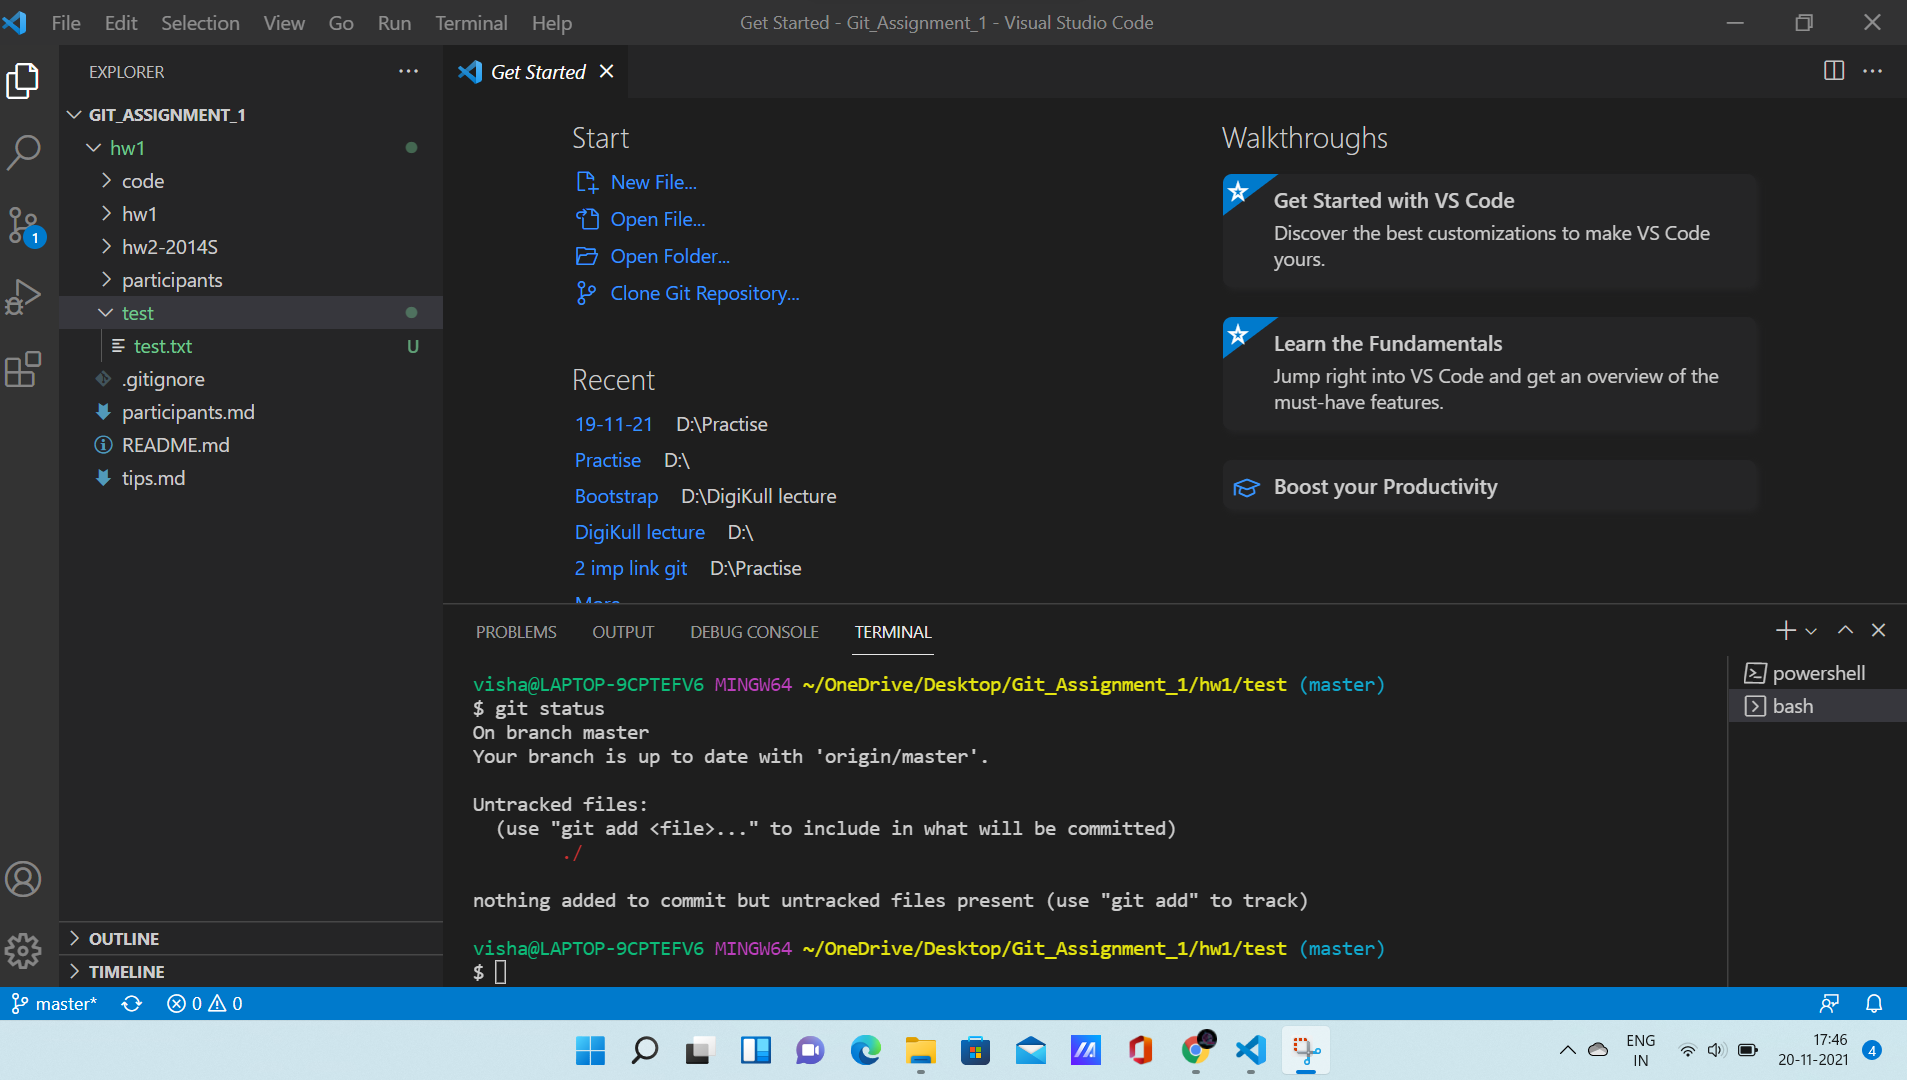 File Edit Selection View Go Run Terminal Help
Get Started - Git_Assignment_1 - Visual Studio Code
EXPLORER
GIT_ASSIGNMENT_1
hw1
code
hw1
hw2-2014S
participants
test
test.txt U
.gitignore
participants.md
README.md
tips.md
OUTLINE
TIMELINE
1
Get Started
Start
New File...
Open File...
Open Folder...
Clone Git Repository...
Recent
19-11-21 D:\Practise
Practise D:\
Bootstrap D:\DigiKull lecture
DigiKull lecture D:\
2 imp link git D:\Practise
More
Walkthroughs
Get Started with VS Code
Discover the best customizations to make VS Code
yours.
Learn the Fundamentals
Jump right into VS Code and get an overview of the
must-have features.
Boost your Productivity
PROBLEMS OUTPUT DEBUG CONSOLE TERMINAL
visha@LAPTOP-9CPTEFV6 MINGW64 ~/OneDrive/Desktop/Git_Assignment_1/hw1/test (master)
$ git status
On branch master
Your branch is up to date with 'origin/master'.
Untracked files:
(use "git add <file>..." to include in what will be committed)
./
nothing added to commit but untracked files present (use "git add" to track)
visha@LAPTOP-9CPTEFV6 MINGW64 ~/OneDrive/Desktop/Git_Assignment_1/hw1/test (master)
$
powershell
bash
master* 0 0
ENG
IN
17:46
20-11-2021
4